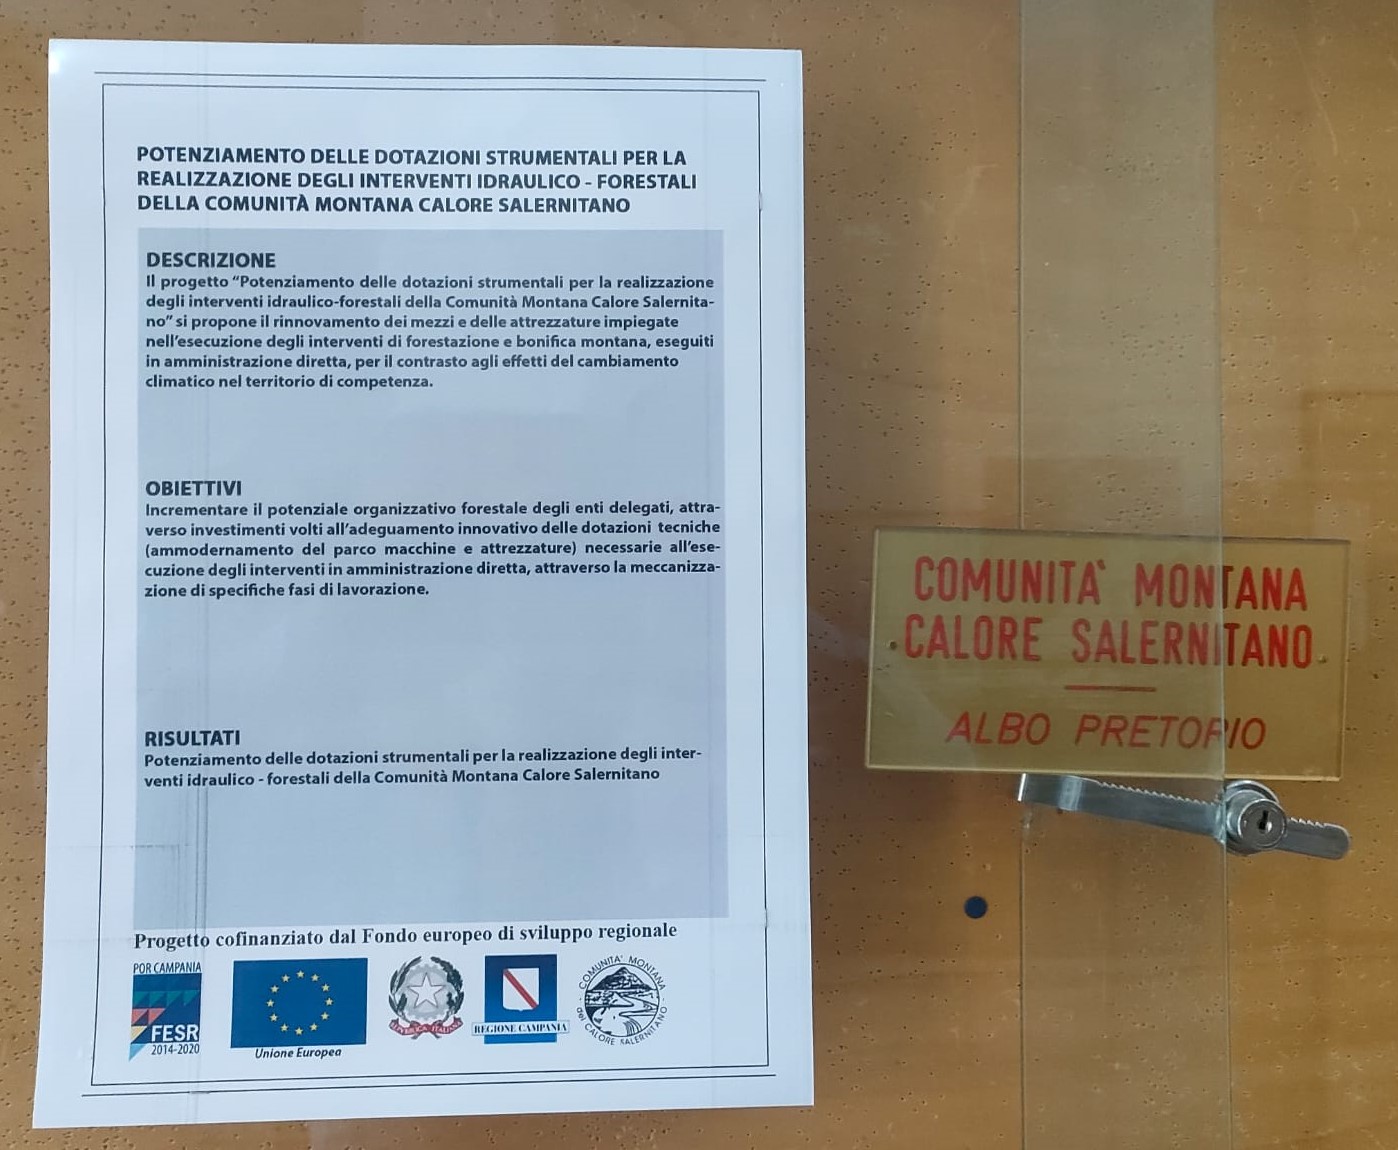 POTENZIAMENTO DELLE DOTAZIONI STRUMENTALI PER LA
REALIZZAZIONE DEGLI INTERVENTI IDRAULICO - FORESTALI
DELLA COMUNITÀ MONTANA CALORE SALERNITANO
DESCRIZIONE
Il progetto “Potenziamento delle dotazioni strumentali per la realizzazione
degli interventi idraulico-forestali della Comunità Montana Calore Salernita-
no” si propone il rinnovamento dei mezzi e delle attrezzature impiegate
nell’esecuzione degli interventi di forestazione e bonifica montana, eseguiti
in amministrazione diretta, per il contrasto agli effetti del cambiamento
climatico nel territorio di competenza.
OBIETTIVI
Incrementare il potenziale organizzativo forestale degli enti delegati, attra-
verso investimenti volti all’adeguamento innovativo delle dotazioni tecniche
(ammodernamento del parco macchine e attrezzature) necessarie all’ese-
cuzione degli interventi in amministrazione diretta, attraverso la meccanizza-
zione di specifiche fasi di lavorazione.
RISULTATI
Potenziamento delle dotazioni strumentali per la realizzazione degli inter-
venti idraulico - forestali della Comunità Montana Calore Salernitano
Progetto cofinanziato dal Fondo europeo di sviluppo regionale
POR CAMPANIA
FESR
2014-2020
Unione Europea
REPVBBLICA ITALIANA
REGIONE CAMPANIA
COMUNITA' MONTANA
del CALORE SALERNITANO
COMUNITA' MONTANA
CALORE SALERNITANO
ALBO PRETORIO